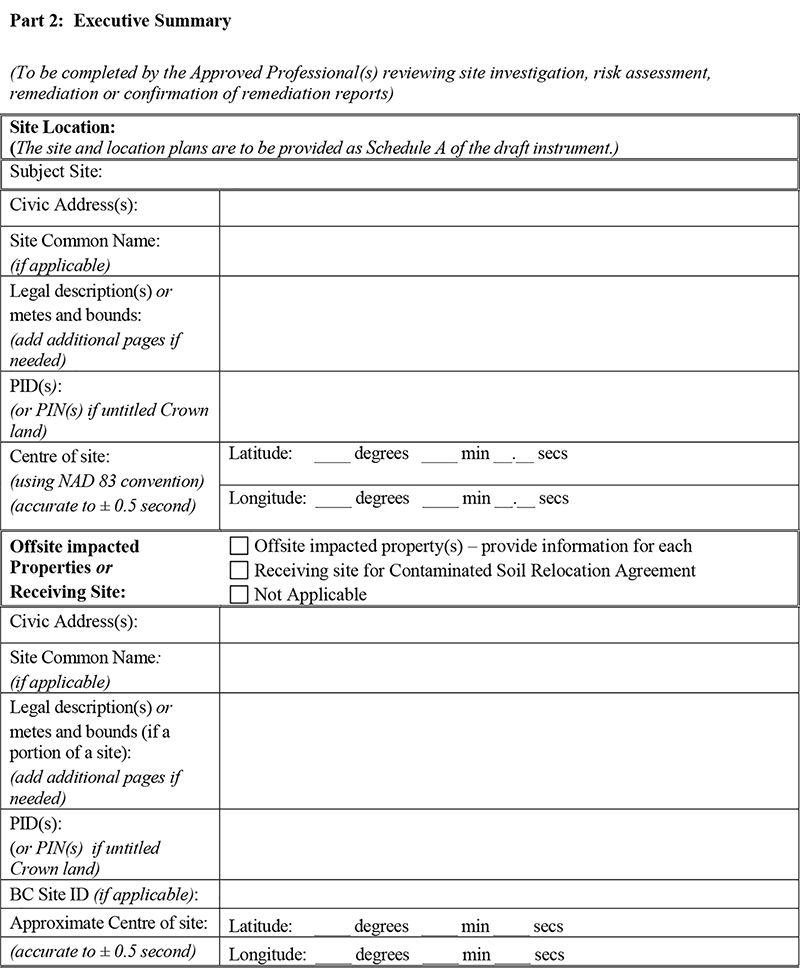 Part 2:  Executive Summary
(To be completed by the Approved Professional(s) reviewing site investigation, risk assessment,
remediation or confirmation of remediation reports)
Site Location:
(The site and location plans are to be provided as Schedule A of the draft instrument.)
Subject Site:
Civic Address(s):
Site Common Name:
(if applicable)
Legal description(s) or
metes and bounds:
(add additional pages if
needed)
PID(s):
(or PIN(s) if untitled Crown
land)
Centre of site:
(using NAD 83 convention)
(accurate to ± 0.5 second)
Latitude: ____ degrees ____ min __.__ secs
Longitude: ____ degrees ____ min __.__ secs
Offsite impacted
Properties or
Receiving Site:
Offsite impacted property(s) – provide information for each
Receiving site for Contaminated Soil Relocation Agreement
Not Applicable
Civic Address(s):
Site Common Name:
(if applicable)
Legal description(s) or
metes and bounds (if a
portion of a site):
(add additional pages if
needed)
PID(s):
(or PIN(s) if untitled
Crown land)
BC Site ID (if applicable):
Approximate Centre of site:
(accurate to ± 0.5 second)
Latitude: ____ degrees ____ min ____ secs
Longitude: ____ degrees ____ min ____ secs